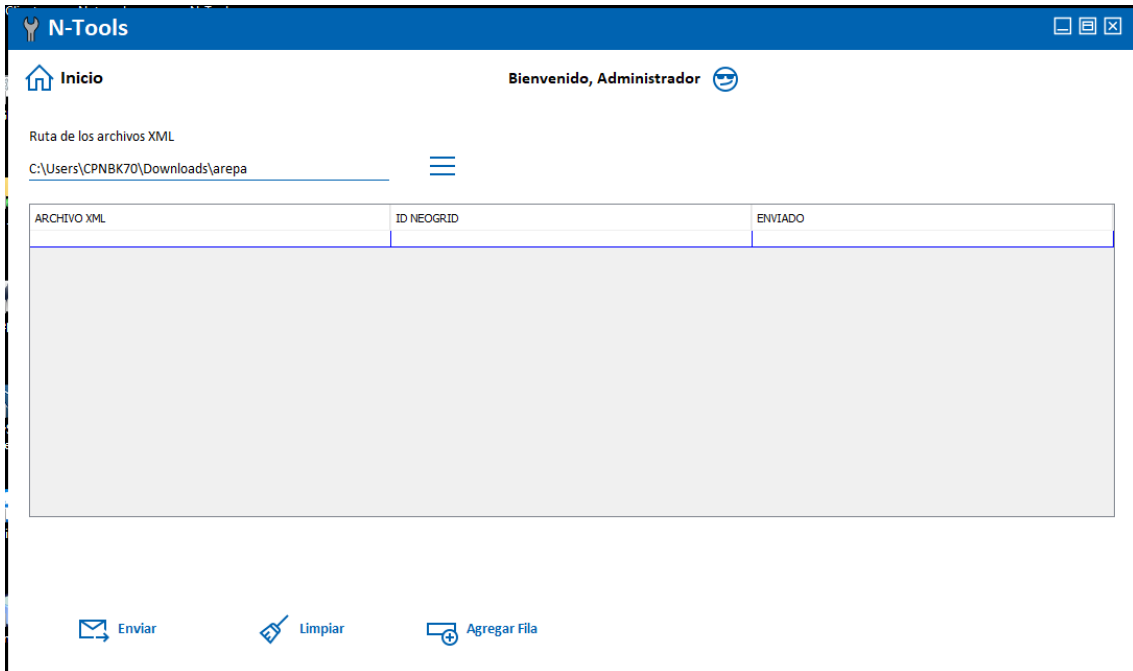 N-Tools
Inicio
Bienvenido, Administrador
Ruta de los archivos XML
C:\Users\CPNBK70\Downloads\arepa
ARCHIVO XML ID NEOGRID ENVIADO
Enviar Limpiar Agregar Fila